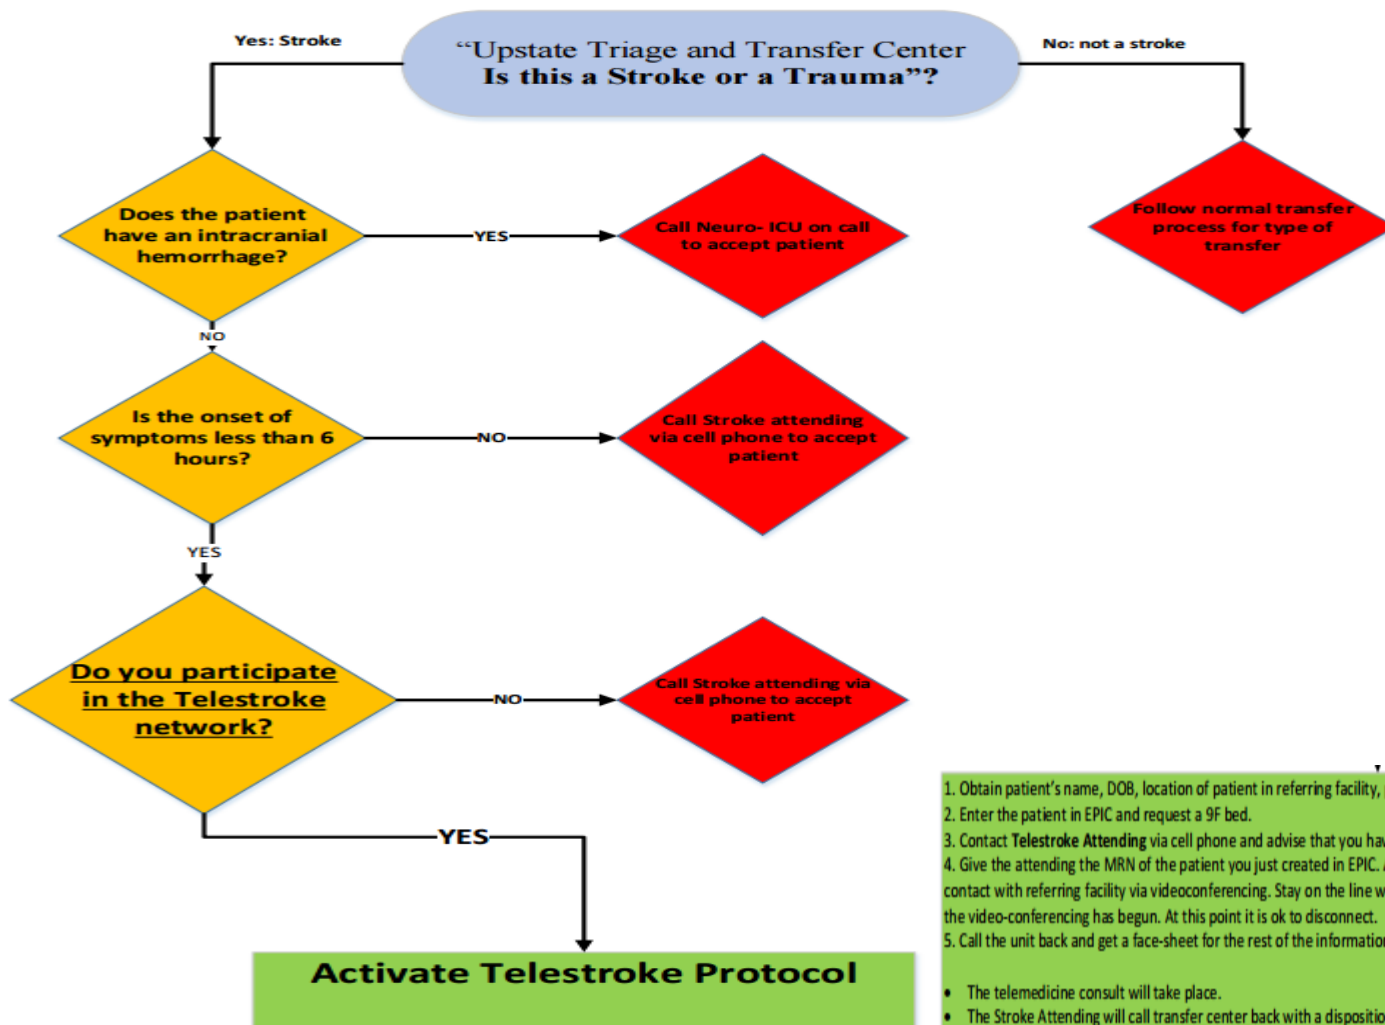 Yes: Stroke
“Upstate Triage and Transfer Center
Is this a Stroke or a Trauma”?
No: not a stroke
Does the patient
have an intracranial
hemorrhage?
YES
Call Neuro- ICU on call
to accept patient
Follow normal transfer
process for type of
transfer
NO
Is the onset of
symptoms less than 6
hours?
NO
Call Stroke attending
via cell phone to accept
patient
YES
Do you participate
in the Telestroke
network?
NO
Call Stroke attending via
cell phone to accept
patient
YES
Activate Telestroke Protocol
1. Obtain patient’s name, DOB, location of patient in referring facility,
2. Enter the patient in EPIC and request a 9F bed.
3. Contact Telestroke Attending via cell phone and advise that you
4. Give the attending the MRN of the patient you just created in EPIC.
contact with referring facility via videoconferencing. Stay on the line
the video-conferencing has begun. At this point it is ok to disconnect.
5. Call the unit back and get a face-sheet for the rest of the information
• The telemedicine consult will take place.
• The Stroke Attending will call transfer center back with a